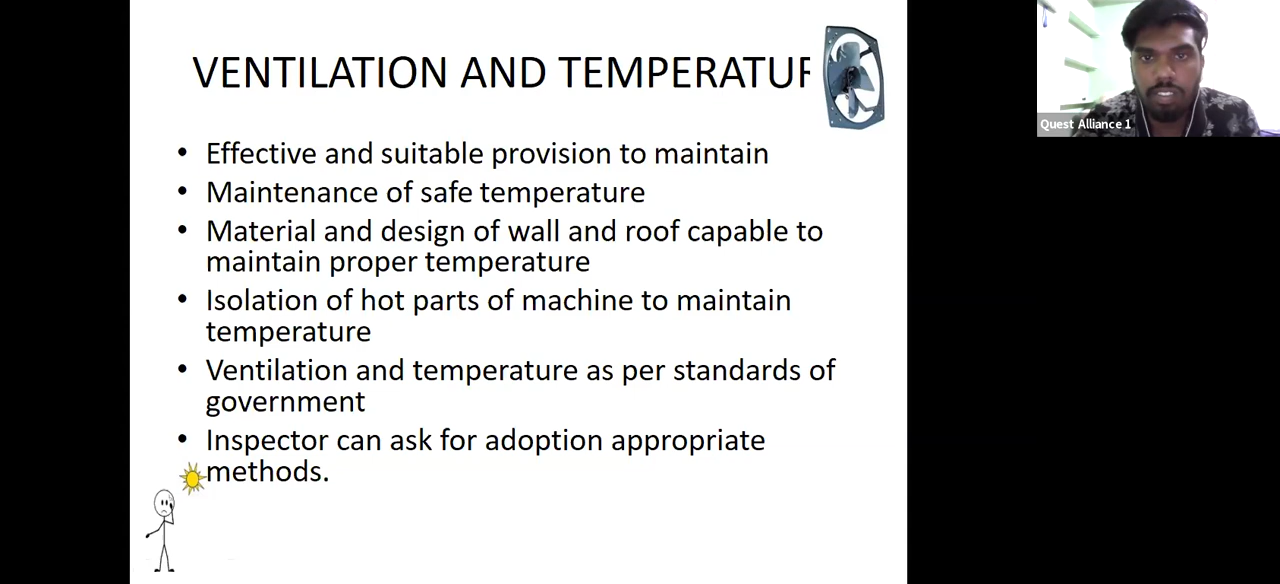 VENTILATION AND TEMPERATUR
• Effective and suitable provision to maintain
• Maintenance of safe temperature
• Material and design of wall and roof capable to
maintain proper temperature
• Isolation of hot parts of machine to maintain
temperature
• Ventilation and temperature as per standards of
government
• Inspector can ask for adoption appropriate
methods.
Quest Alliance 1